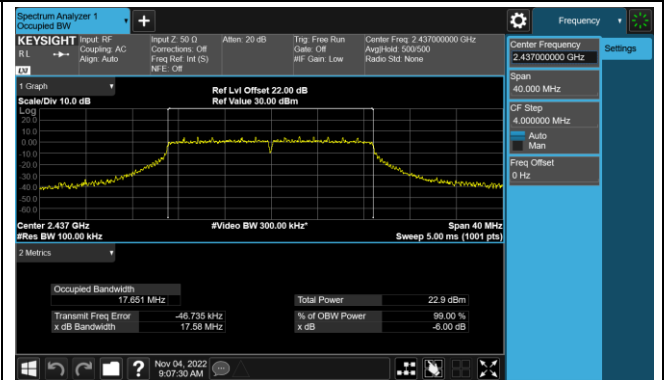 Spectrum Analyzer 1
Occupied BW
+
Frequency
KEYSIGHT
Input: RF
Coupling: AC
Align: Auto
Input Z: 50 Ω
Corrections: Off
Freq Ref: Int (S)
NFE: Off
Atten: 20 dB
Trig: Free Run
Gate: Off
#IF Gain: Low
Center Freq: 2.437000000 GHz
Avg|Hold: 500/500
Radio Std: None
RL
LXI
Center Frequency
2.437000000 GHz
Settings
Span
40.000 MHz
CF Step
4.000000 MHz
Auto
Man
Freq Offset
0 Hz
1 Graph
Scale/Div 10.0 dB
Ref Lvl Offset 22.00 dB
Ref Value 30.00 dBm
Log
20.0
10.0
0.00
-10.0
-20.0
-30.0
-40.0
-50.0
-60.0
Center 2.437 GHz
#Res BW 100.00 kHz
#Video BW 300.00 kHz*
Span 40 MHz
Sweep 5.00 ms (1001 pts)
2 Metrics
Occupied Bandwidth
17.651 MHz
Transmit Freq Error -46.735 kHz
x dB Bandwidth 17.58 MHz
Total Power 22.9 dBm
% of OBW Power 99.00 %
x dB -6.00 dB
?
Nov 04, 2022
9:07:30 AM